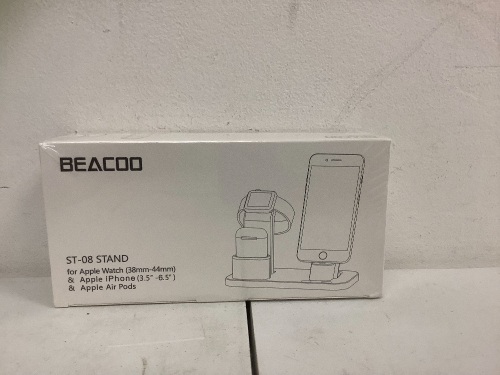 BEACOO
ST-08 STAND
for Apple Watch (38mm-44mm)
& Apple IPhone (3.5" -6.5")
& Apple Air Pods